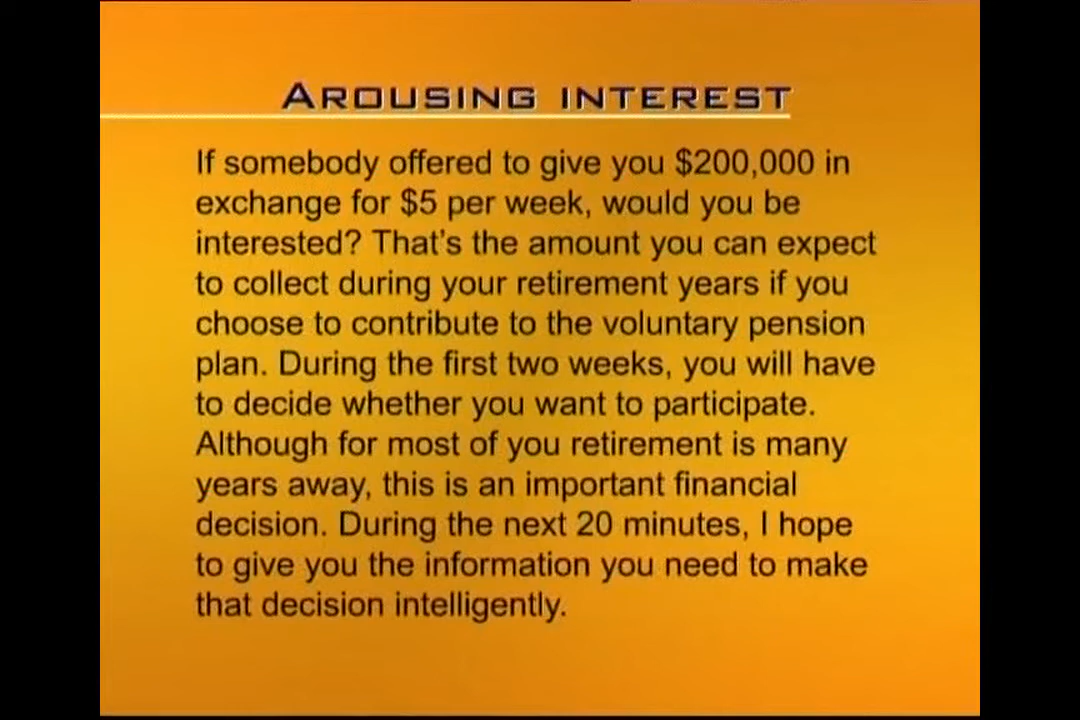 AROUSING INTEREST
If somebody offered to give you $200,000 in
exchange for $5 per week, would you be
interested? That's the amount you can expect
to collect during your retirement years if you
choose to contribute to the voluntary pension
plan. During the first two weeks, you will have
to decide whether you want to participate.
Although for most of you retirement is many
years away, this is an important financial
decision. During the next 20 minutes, I hope
to give you the information you need to make
that decision intelligently.